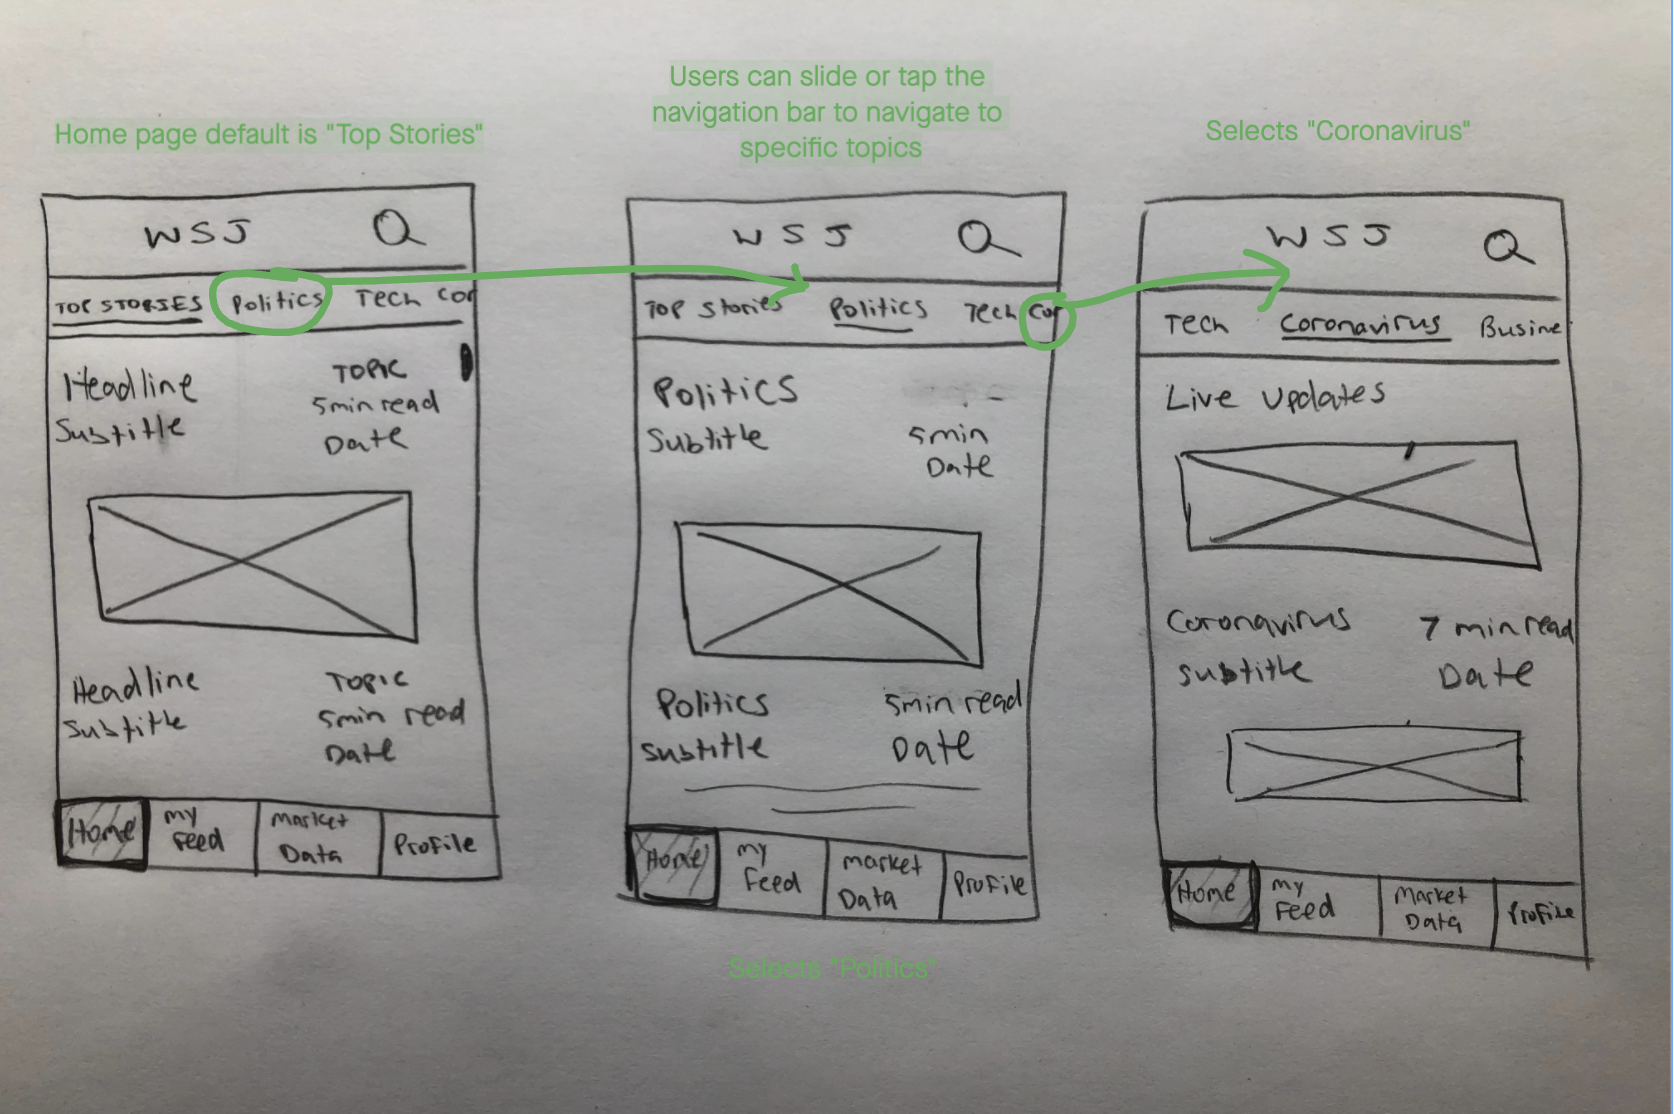 Home page default is "Top Stories"
WSJ
TOP STORIES Politics Tech Cor
Headline TOPIC
5min read
Subtitle Date
Headline TOPIC
Subtitle 5min read
Date
Home my Feed Market Data Profile
Users can slide or tap the
navigation bar to navigate to
specific topics
WSJ
Top Stories Politics Tech Cor
Politics
Subtitle 5min
Date
Politics 5min read
Subtitle Date
Home my Feed Market Data Profile
Selects "Politics"
Selects "Coronavirus"
WSJ
Tech Coronavirus Busine
Live updates
Coronavirus 7 min read
subtitle Date
Home my Feed Market Data Profile